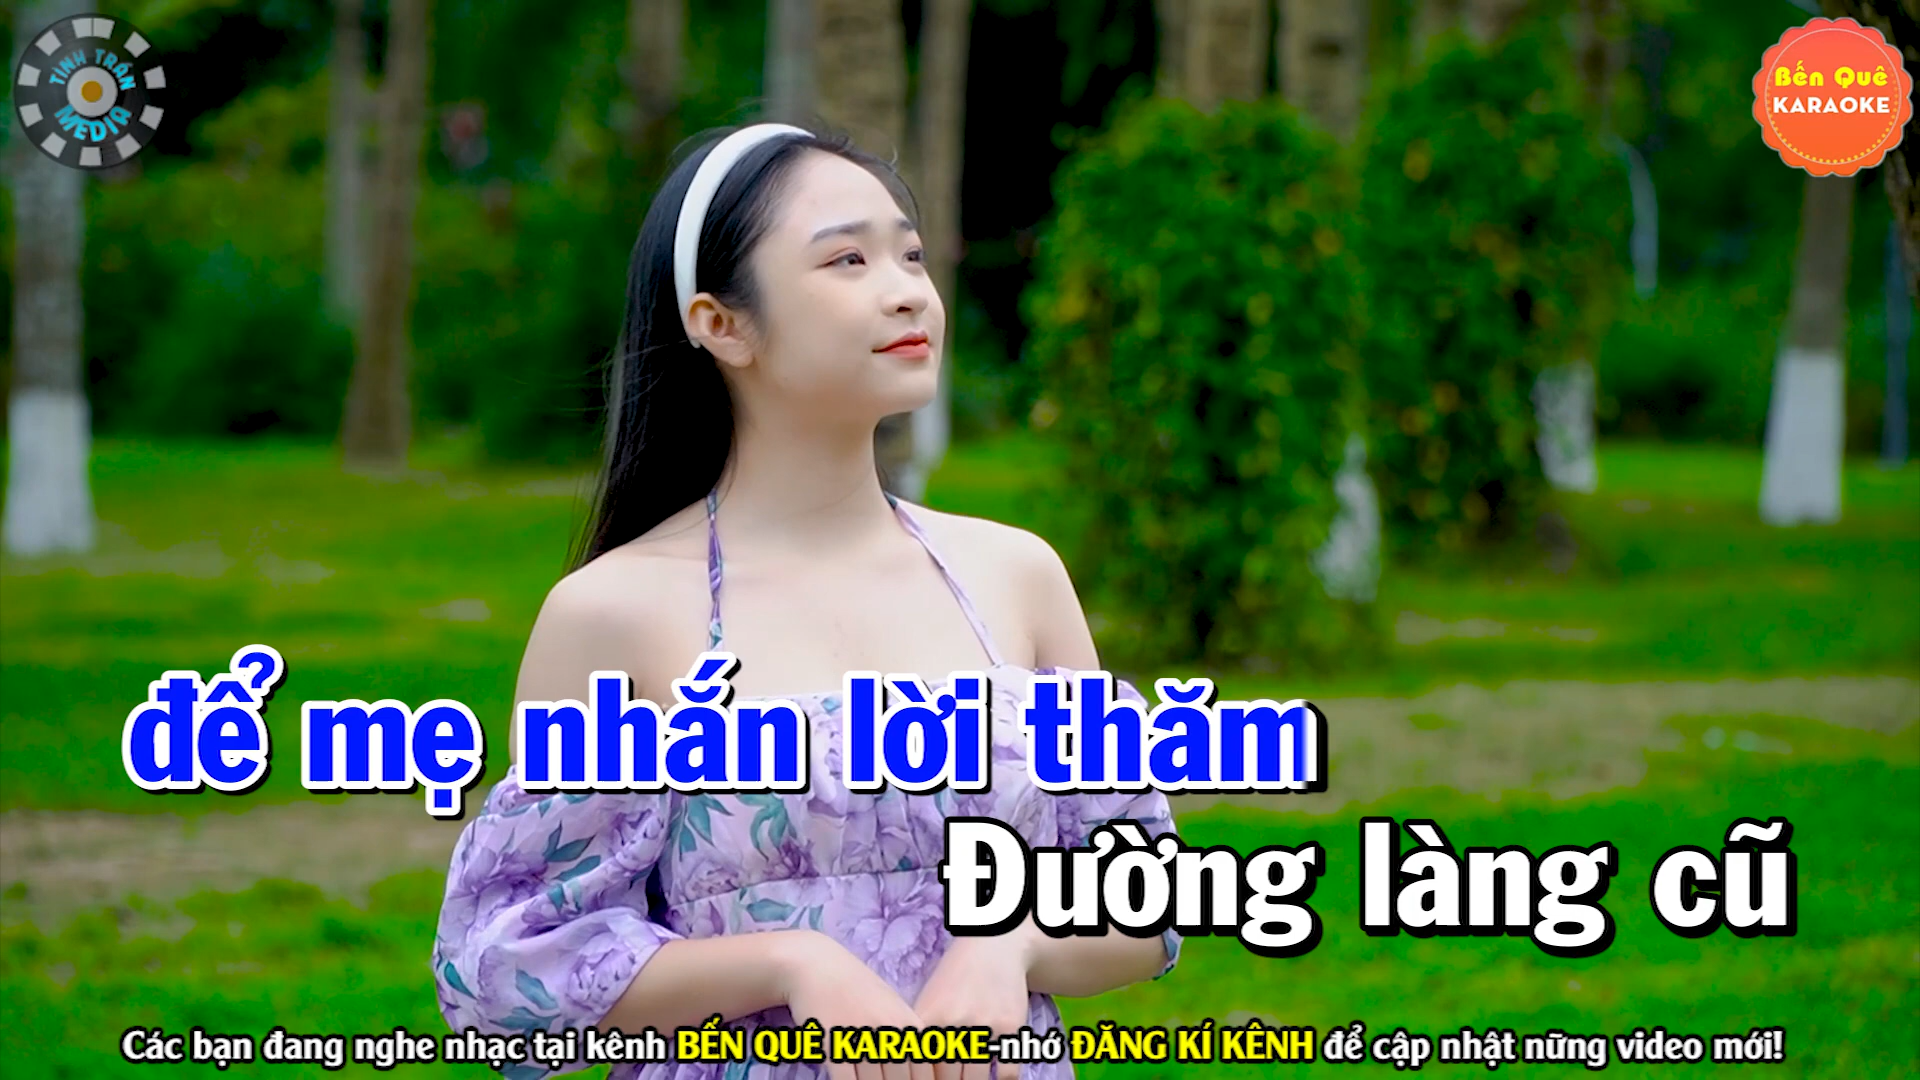 TÌNH TRẦN
MEDIA
Bến Quê
KARAOKE
để mẹ nhắn lời thăm
Đường làng cũ
Các bạn đang nghe nhạc tại kênh BẾN QUÊ KARAOKE-nhớ ĐĂNG KÍ KÊNH để cập nhật nững video mới!